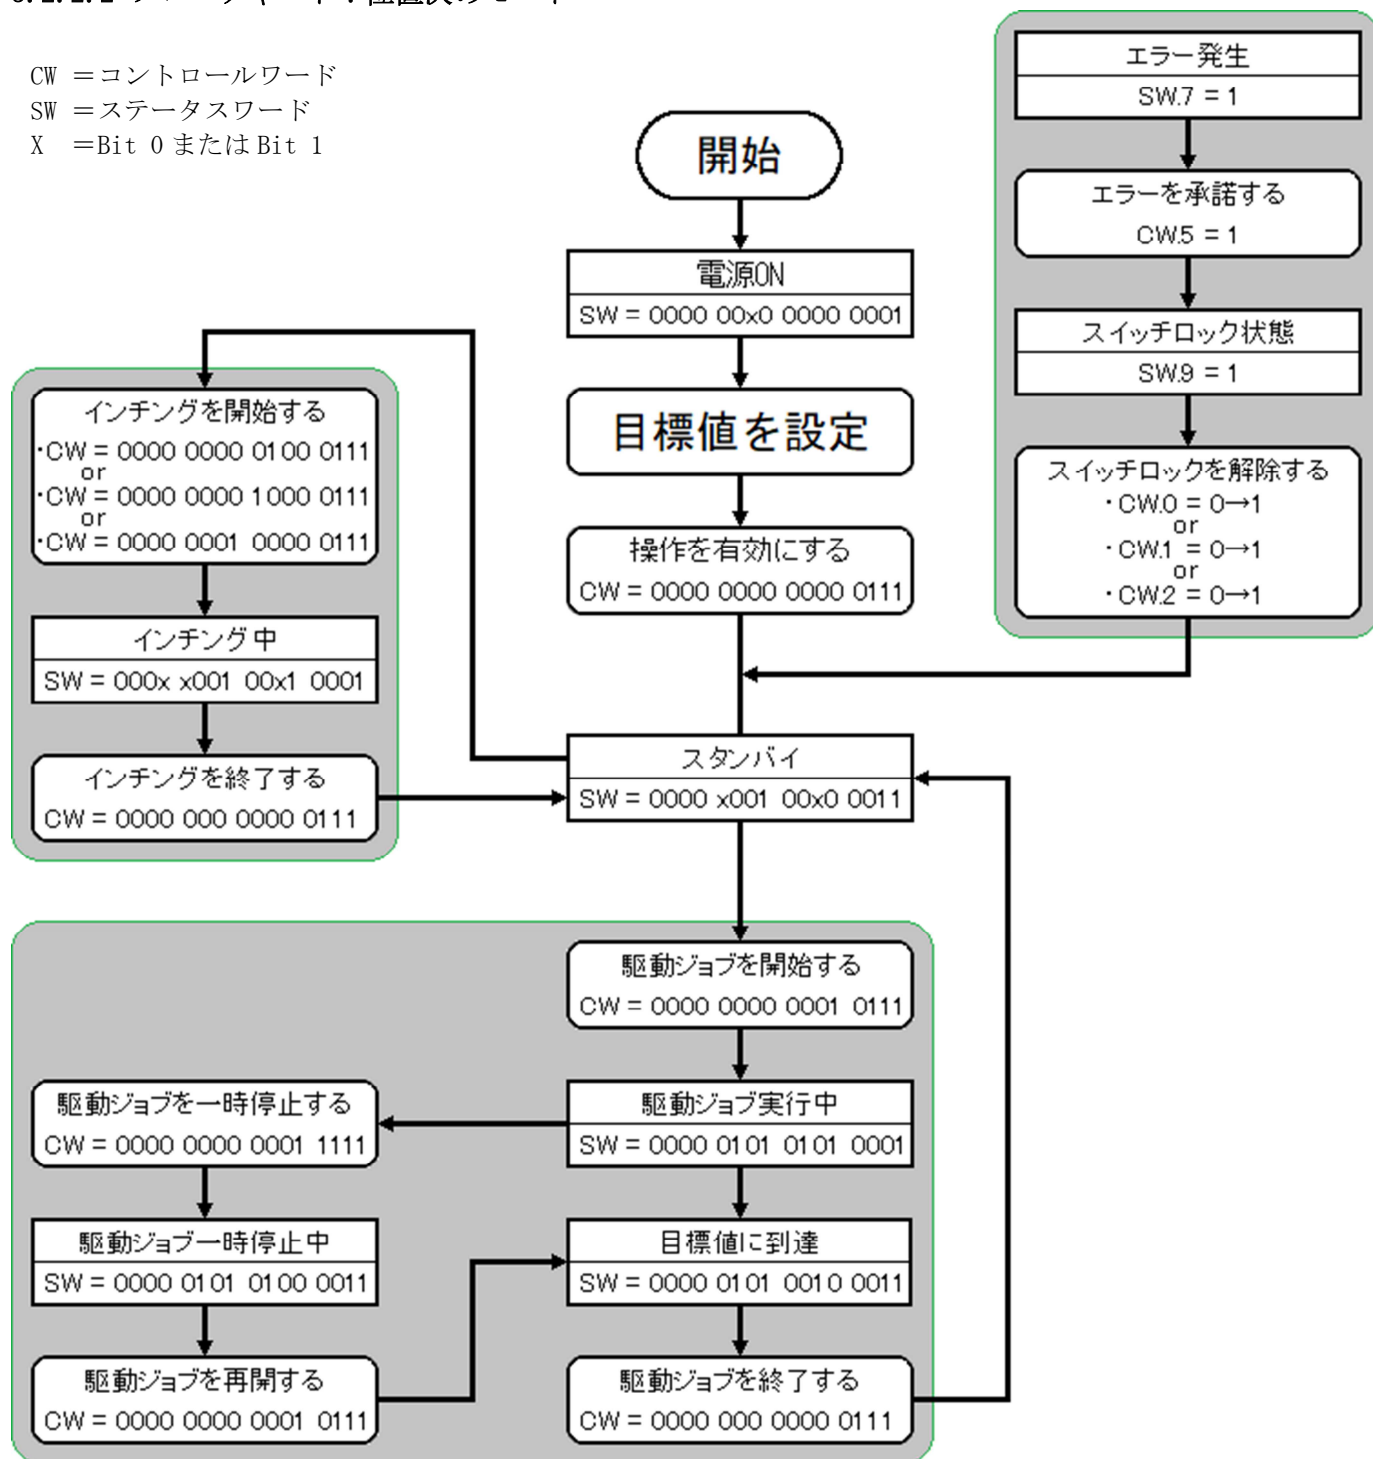 CW ＝コントロールワード
SW ＝ステータスワード
X ＝Bit 0 または Bit 1
開始
電源ON
SW = 0000 00x0 0000 0001
目標値を設定
操作を有効にする
CW = 0000 0000 0000 0111
エラー発生
SW.7 = 1
エラーを承諾する
CW.5 = 1
スイッチロック状態
SW.9 = 1
スイッチロックを解除する
・CW.0 = 0→1
or
・CW.1 = 0→1
or
・CW.2 = 0→1
インチングを開始する
・CW = 0000 0000 0100 0111
or
・CW = 0000 0000 1000 0111
or
・CW = 0000 0001 0000 0111
インチング中
SW = 000x x001 00x1 0001
インチングを終了する
CW = 0000 000 0000 0111
スタンバイ
SW = 0000 x001 00x0 0011
駆動ジョブを開始する
CW = 0000 0000 0001 0111
駆動ジョブ実行中
SW = 0000 0101 0101 0001
駆動ジョブを一時停止する
CW = 0000 0000 0001 1111
駆動ジョブ一時停止中
SW = 0000 0101 0100 0011
駆動ジョブを再開する
CW = 0000 0000 0001 0111
目標値に到達
SW = 0000 0101 0010 0011
駆動ジョブを終了する
CW = 0000 000 0000 0111